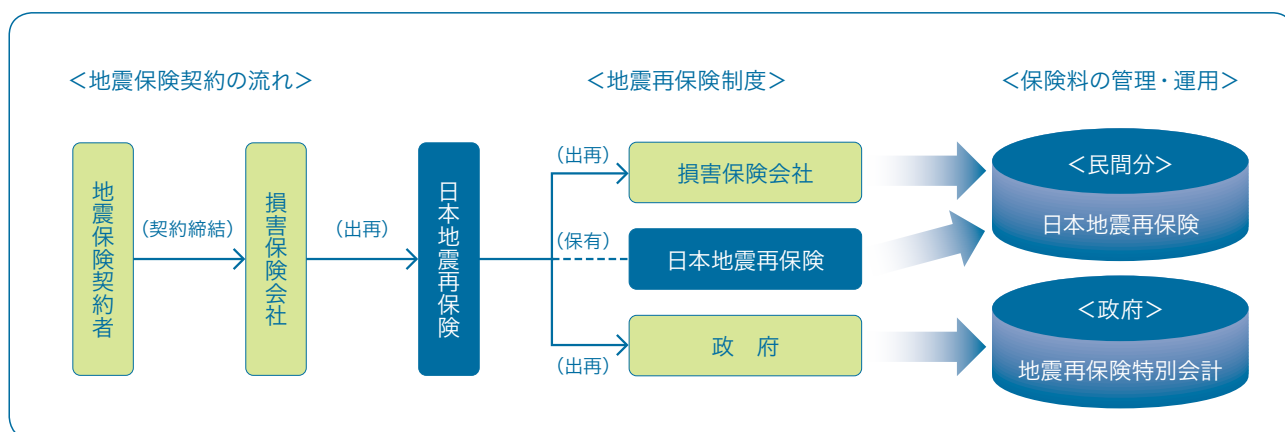 ＜地震保険契約の流れ＞
＜地震再保険制度＞
＜保険料の管理・運用＞
地震保険契約者
（契約締結）
損害保険会社
（出再）
日本地震再保険
（出再）
損害保険会社
（保有）
日本地震再保険
（出再）
政　府
＜民間分＞
日本地震再保険
＜政府＞
地震再保険特別会計